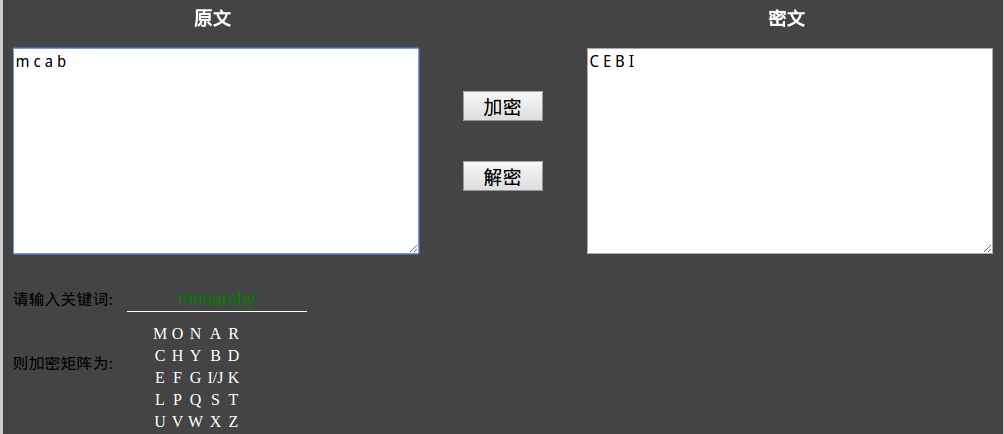 原文
密文
m c a b
C E B I
加密
解密
请输入关键词:
monarchy
则加密矩阵为:
M O N A R
C H Y B D
E F G I/J K
L P Q S T
U V W X Z